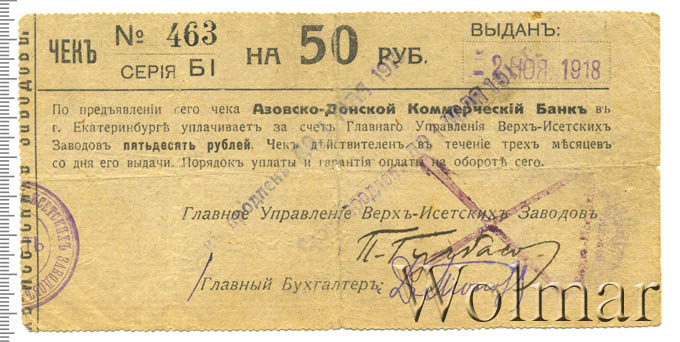 ЧЕКЪ № 463 НА 50 РУБ.
СЕРІЯ БІ
ВЫДАНЪ:
2 НОЯ 1918
По предъявленіи сего чека Азовско-Донской Коммерческій Банкъ въ
г. Екатеринбургѣ уплачиваетъ за счетъ Главнаго Управленія Верхъ-Исетскихъ
Заводовъ пятьдесятъ рублей. Чекъ дѣйствителенъ въ теченіе трехъ мѣсяцевъ
со дня его выдачи. Порядокъ уплаты и гарантія оплаты на оборотѣ сего.
Главное Управленіе Верхъ-Исетскихъ Заводовъ
Главный Бухгалтеръ:
Wolmar